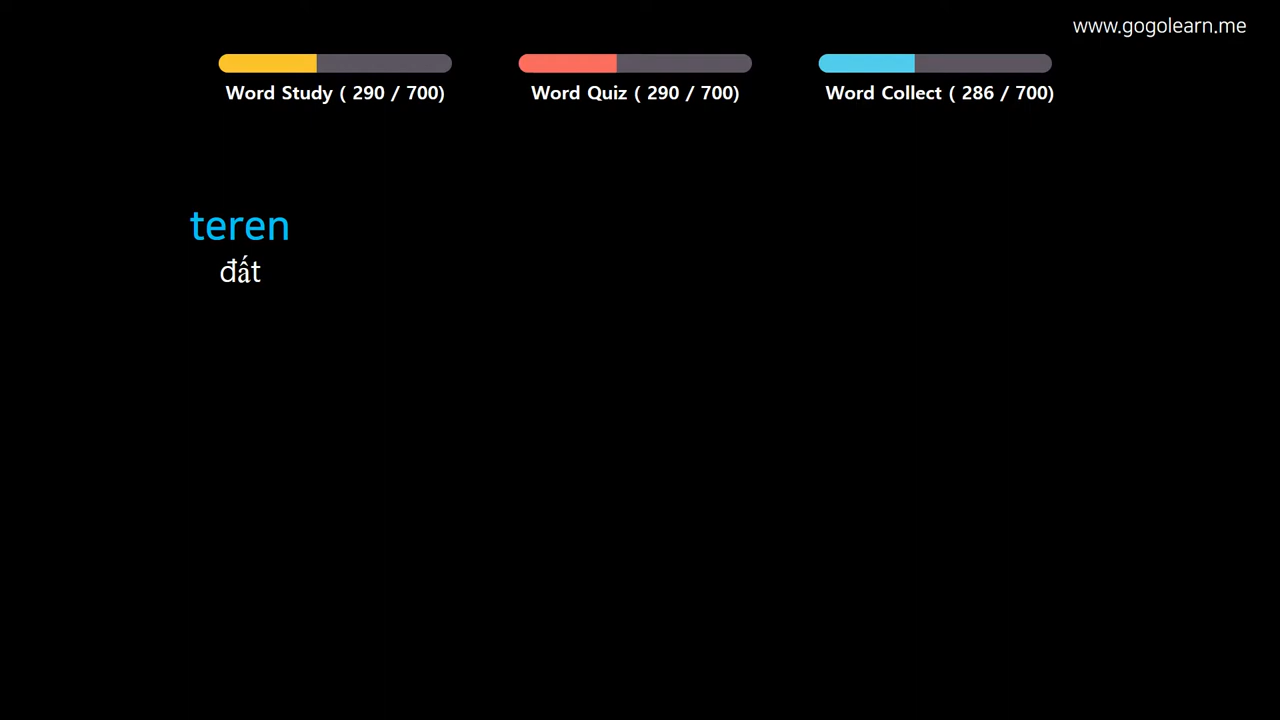 www.gogolearn.me
Word Study ( 290 / 700)
Word Quiz ( 290 / 700)
Word Collect ( 286 / 700)
teren
đất